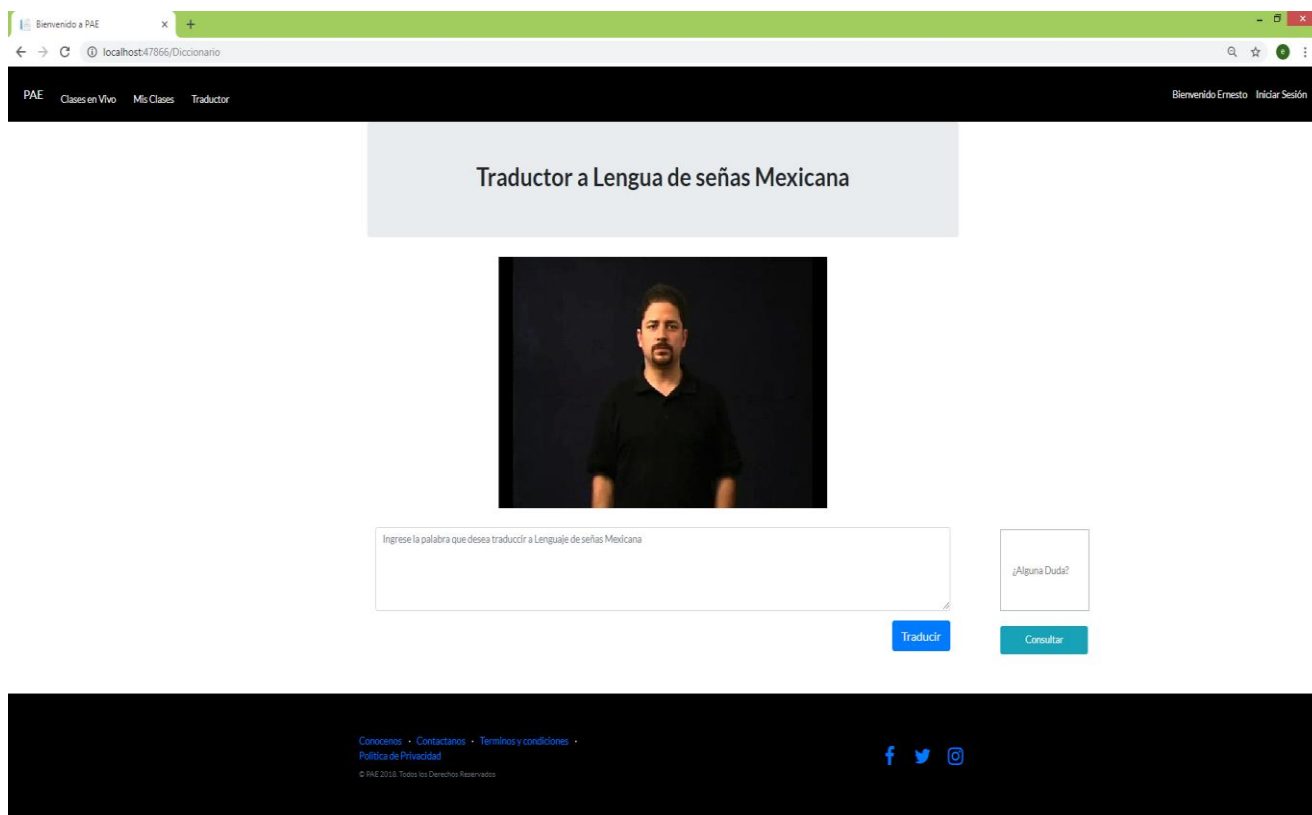 Bienvenido a PAE
localhost:47866/Diccionario
e
PAE Clases en Vivo Mis Clases Traductor Bienvenido Ernesto Iniciar Sesión
Traductor a Lengua de señas Mexicana
Ingrese la palabra que desea traduccir a Lenguaje de señas Mexicana
¿Alguna Duda?
Traducir
Consultar
Conocenos · Contactanos · Terminos y condiciones ·
Politica de Privacidad
© PAE 2018. Todos los Derechos Reservados